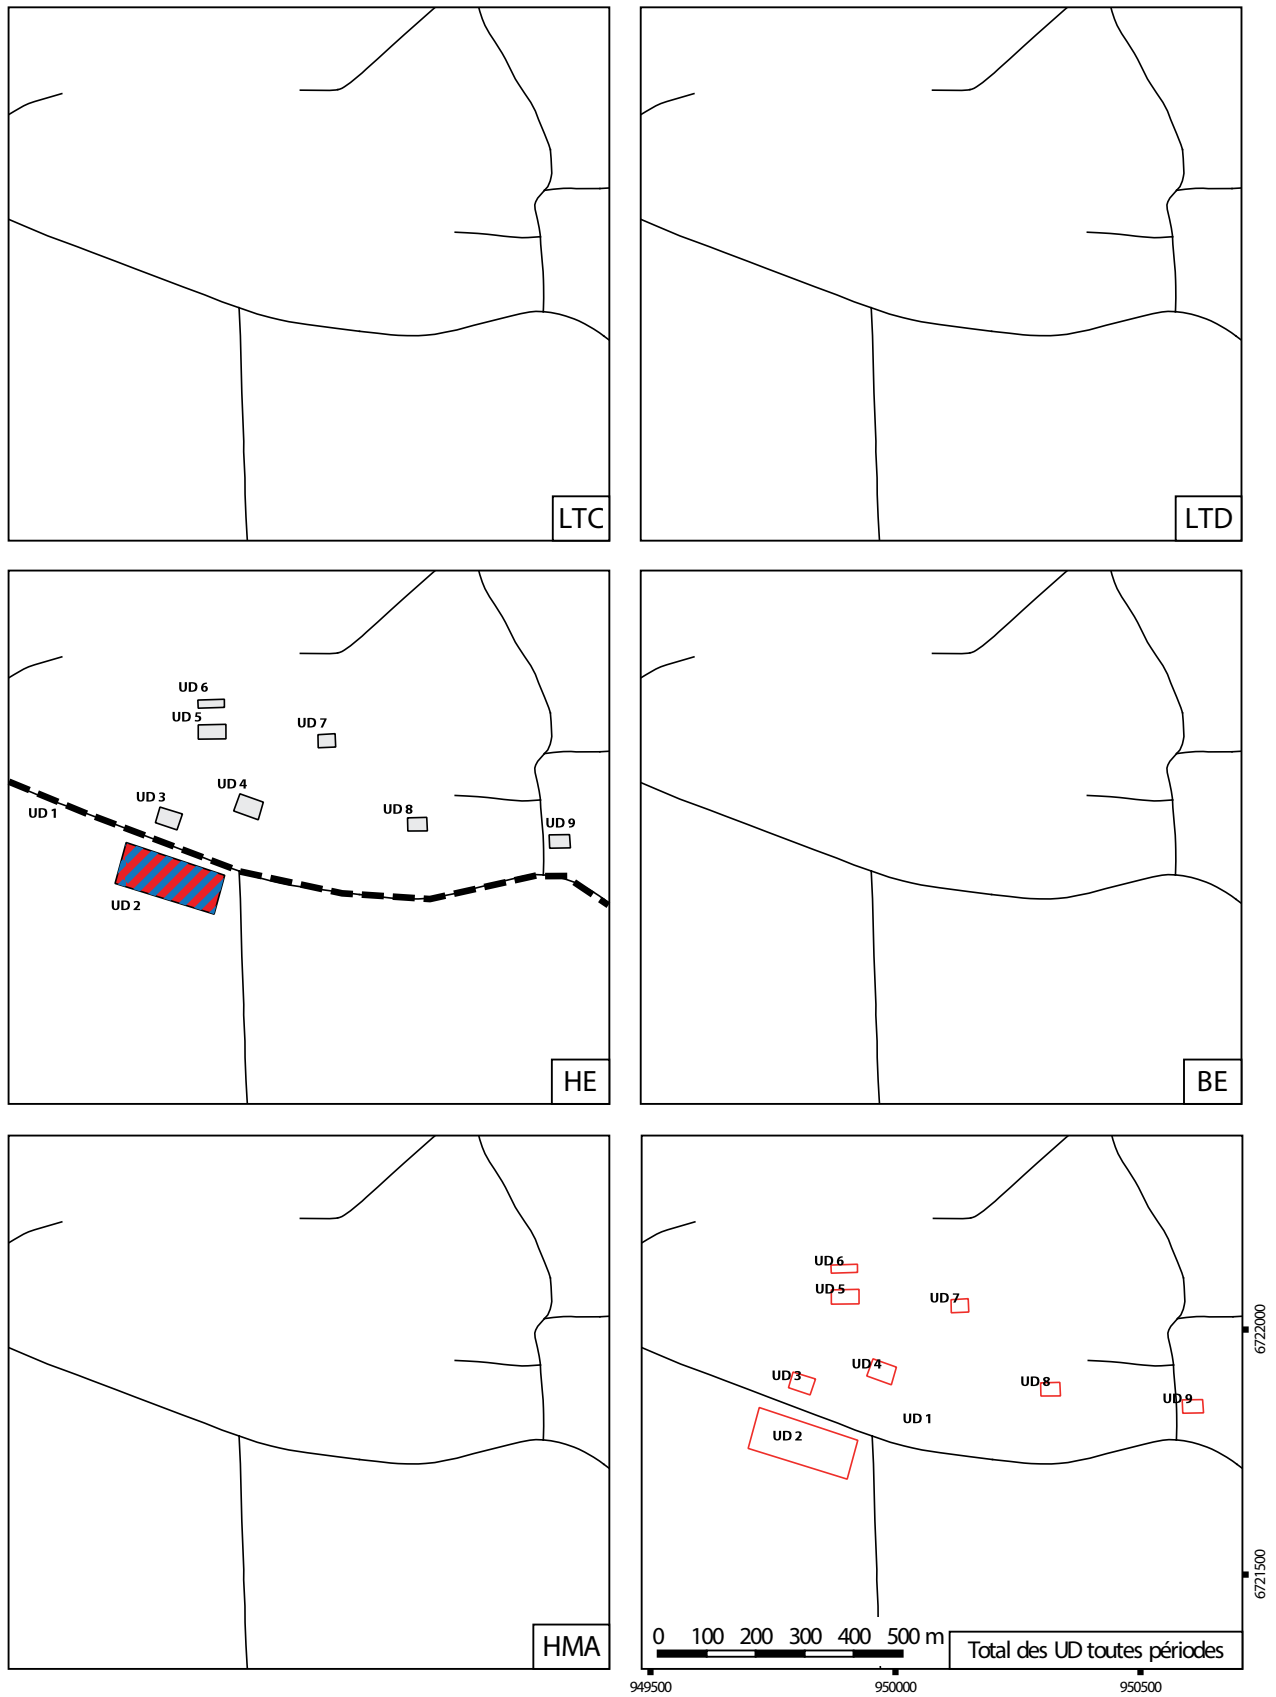 LTC
LTD
UD 6
UD 5
UD 7
UD 4
UD 3
UD 1
UD 8
UD 9
UD 2
HE
BE
HMA
UD 6
UD 5
UD 7
UD 4
UD 3
UD 8
UD 9
UD 1
UD 2
6722000
6721500
0 100 200 300 400 500 m
Total des UD toutes périodes
949500 950000 950500